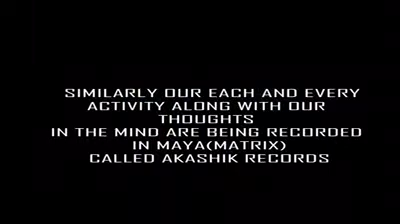 SIMILARLY OUR EACH AND EVERY
ACTIVITY ALONG WITH OUR
THOUGHTS
IN THE MIND ARE BEING RECORDED
IN MAYA(MATRIX)
CALLED AKASHIK RECORDS